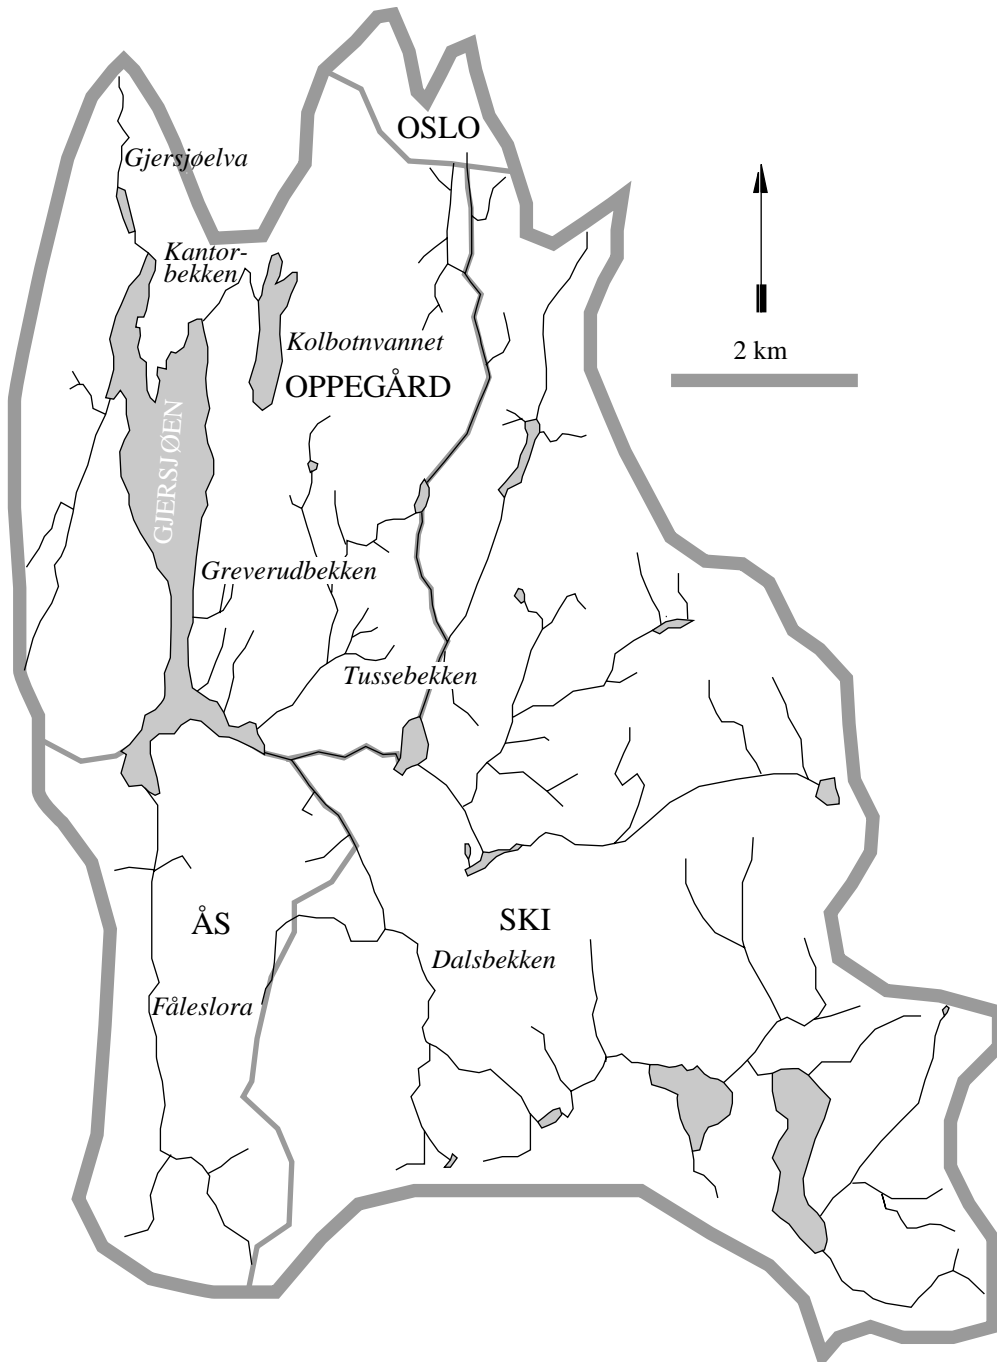 OSLO
Gjersjøelva
Kantor-
bekken
Kolbotnvannet
2 km
OPPEGÅRD
GJERSJØEN
Greverudbekken
Tussebekken
ÅS
SKI
Dalsbekken
Fåleslora